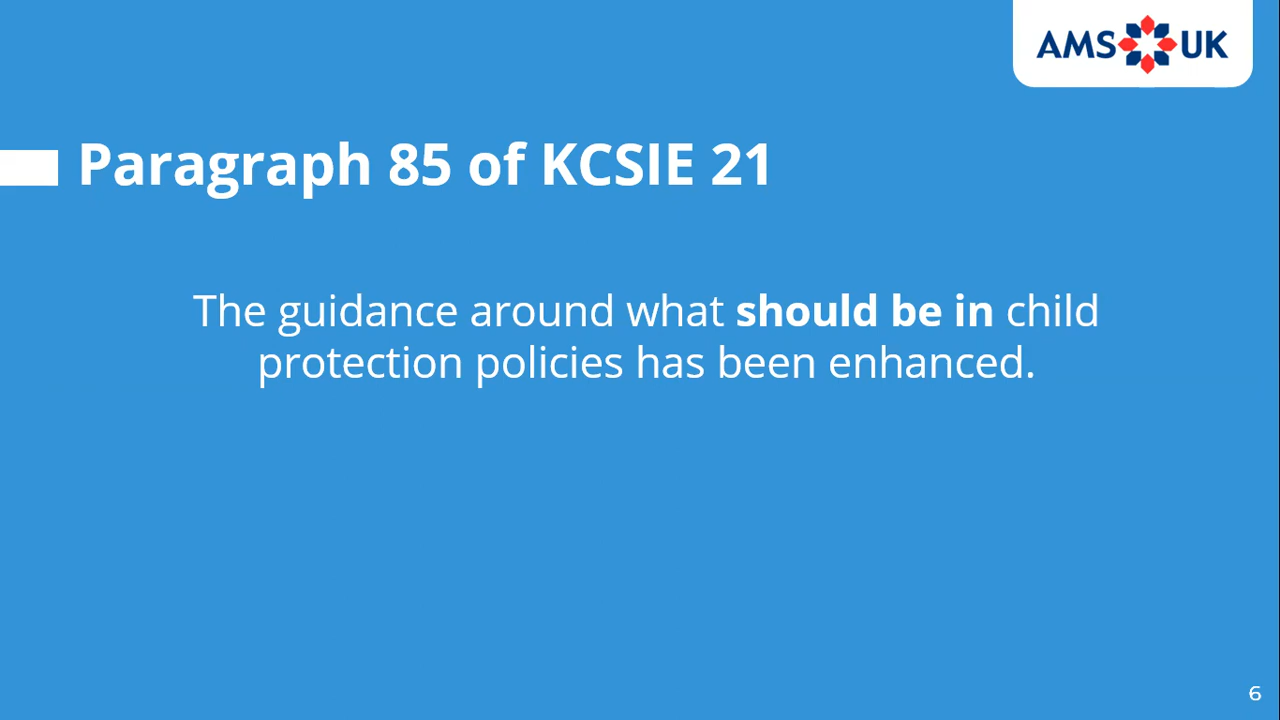 AMS UK
Paragraph 85 of KCSIE 21
The guidance around what should be in child
protection policies has been enhanced.
6